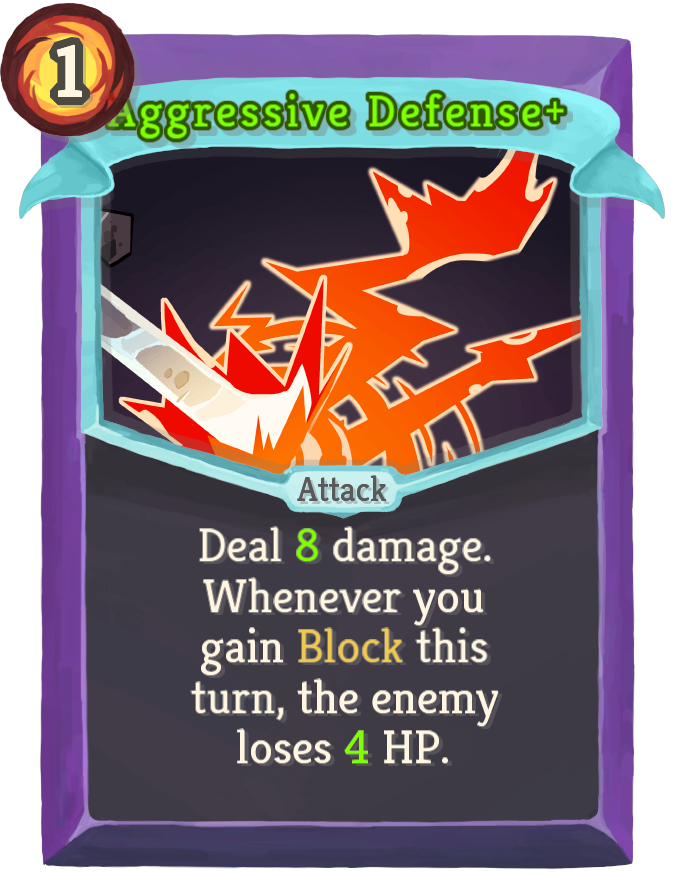 1
Aggressive Defense+
Attack
Deal 8 damage.
Whenever you
gain Block this
turn, the enemy
loses 4 HP.